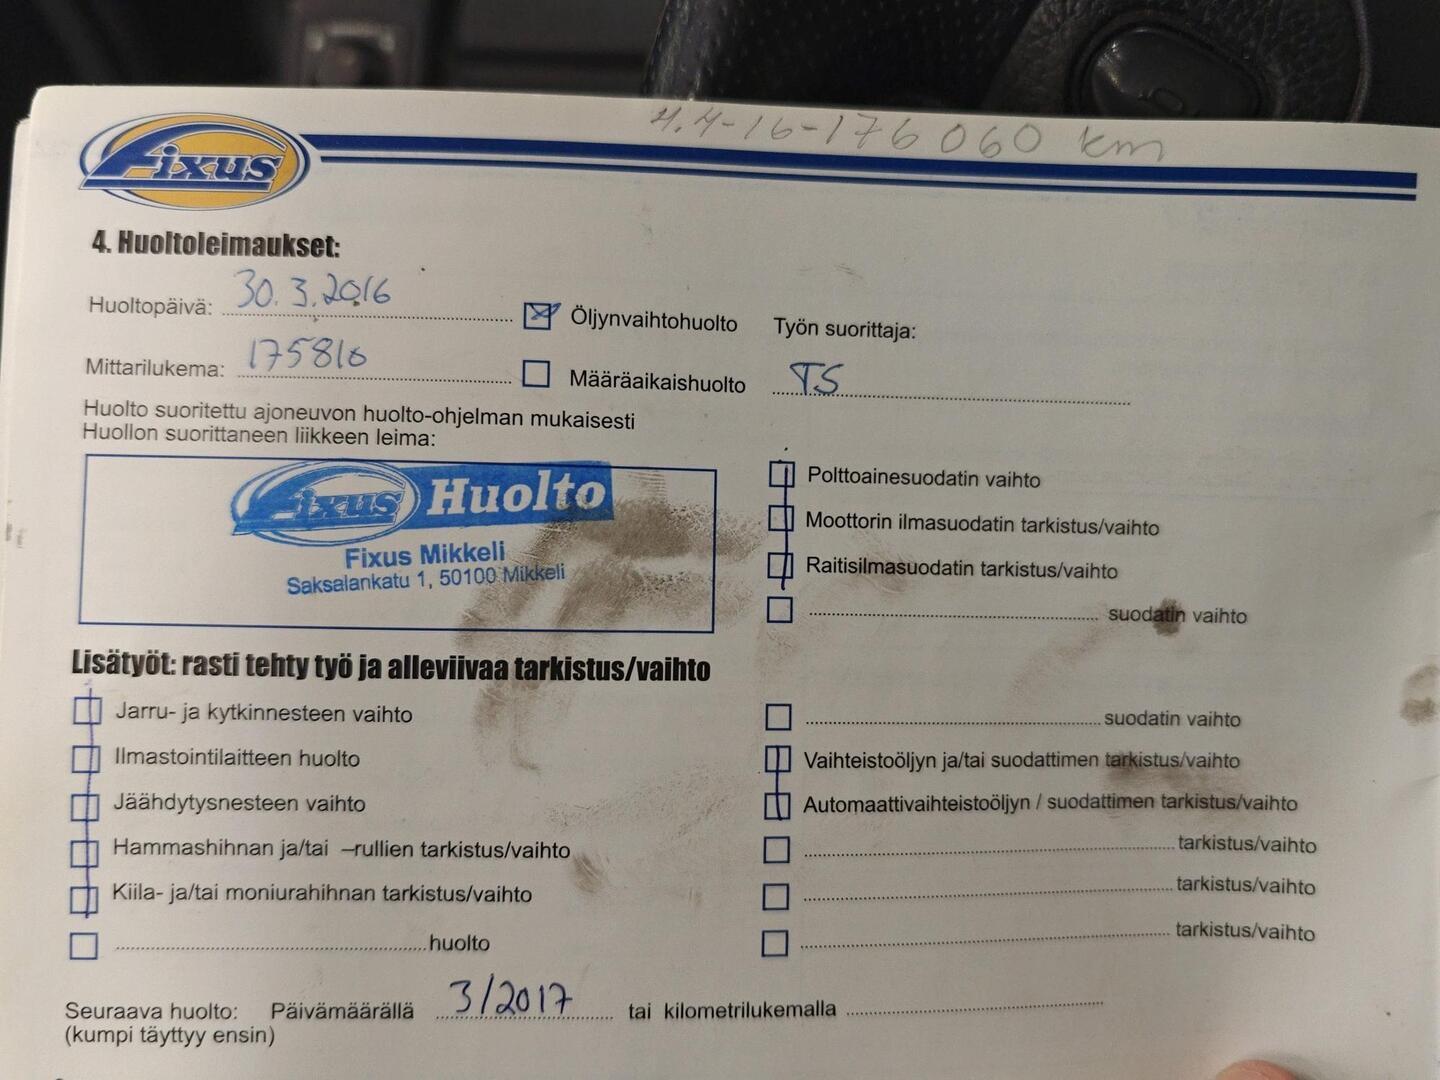 4.4-16-176 060 km
Fixus
4. Huoltoleimaukset:
Huoltopäivä: 30.3.2016
Öljynvaihtohuolto
Työn suorittaja:
Mittarilukema: 175810
Määräaikaishuolto
TS
Huolto suoritettu ajoneuvon huolto-ohjelman mukaisesti
Huollon suorittaneen liikkeen leima:
Fixus Huolto
Fixus Mikkeli
Saksalankatu 1, 50100 Mikkeli
Polttoainesuodatin vaihto
Moottorin ilmasuodatin tarkistus/vaihto
Raitisilmasuodatin tarkistus/vaihto
suodatin vaihto
Lisätyöt: rasti tehty työ ja alleviivaa tarkistus/vaihto
Jarru- ja kytkinnesteen vaihto
Ilmastointilaitteen huolto
Jäähdytysnesteen vaihto
Hammashihnan ja/tai –rullien tarkistus/vaihto
Kiila- ja/tai moniurahihnan tarkistus/vaihto
huolto
suodatin vaihto
Vaihteistoöljyn ja/tai suodattimen tarkistus/vaihto
Automaattivaihteistoöljyn / suodattimen tarkistus/vaihto
tarkistus/vaihto
tarkistus/vaihto
tarkistus/vaihto
Seuraava huolto: Päivämäärällä 3/2017 tai kilometrilukemalla
(kumpi täyttyy ensin)